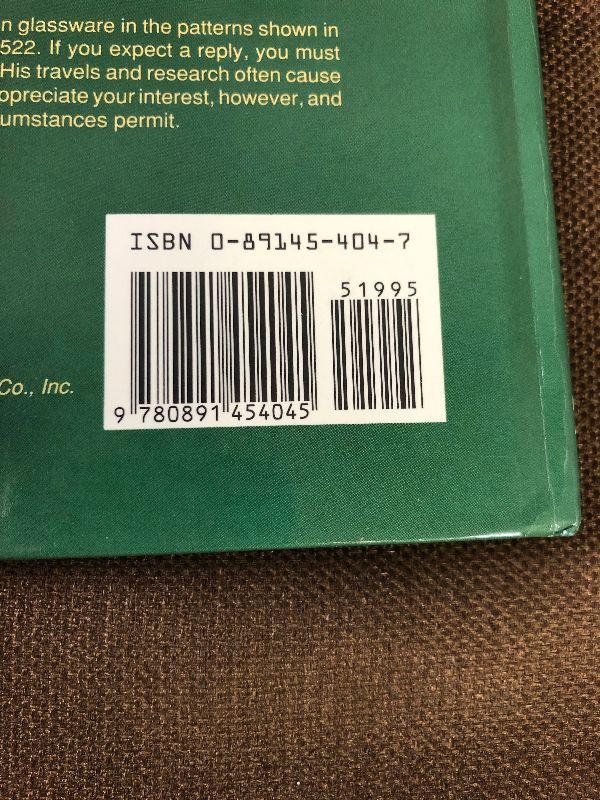 n glassware in the patterns shown in
522. If you expect a reply, you must
His travels and research often cause
ppreciate your interest, however, and
umstances permit.
ISBN 0-89145-404-7
51995
Co., Inc.
9 780891 454045